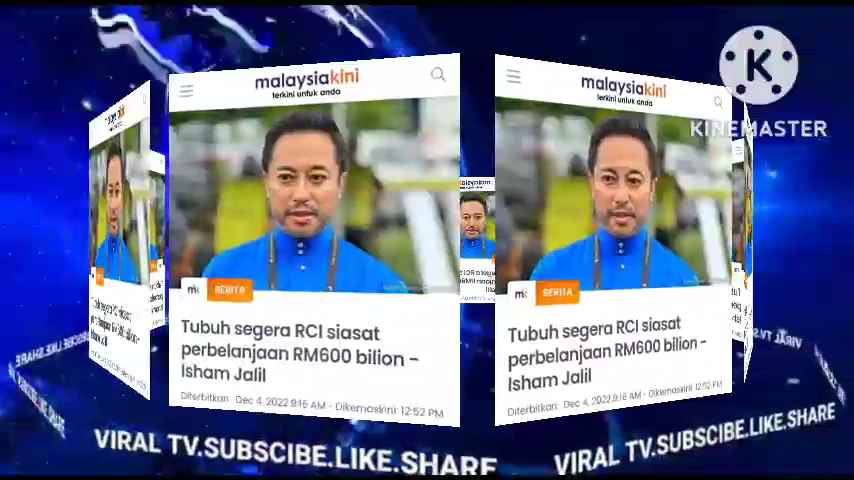 KINEMASTER
malaysiakini
terkini untuk anda
mk BERITA
Tubuh segera RCI siasat
perbelanjaan RM600 bilion –
Isham Jalil
Diterbitkan: Dec 4, 2022 9:16 AM - Dikemaskini: 12:52 PM
malaysiakini
terkini untuk anda
mk BERITA
Tubuh segera RCI siasat
perbelanjaan RM600 bilion –
Isham Jalil
Diterbitkan: Dec 4, 2022 9:16 AM - Dikemaskini: 12:52 PM
VIRAL TV.SUBSCIBE.LIKE.SHARE
VIRAL TV.SUBSCIBE.LIKE.SHARE